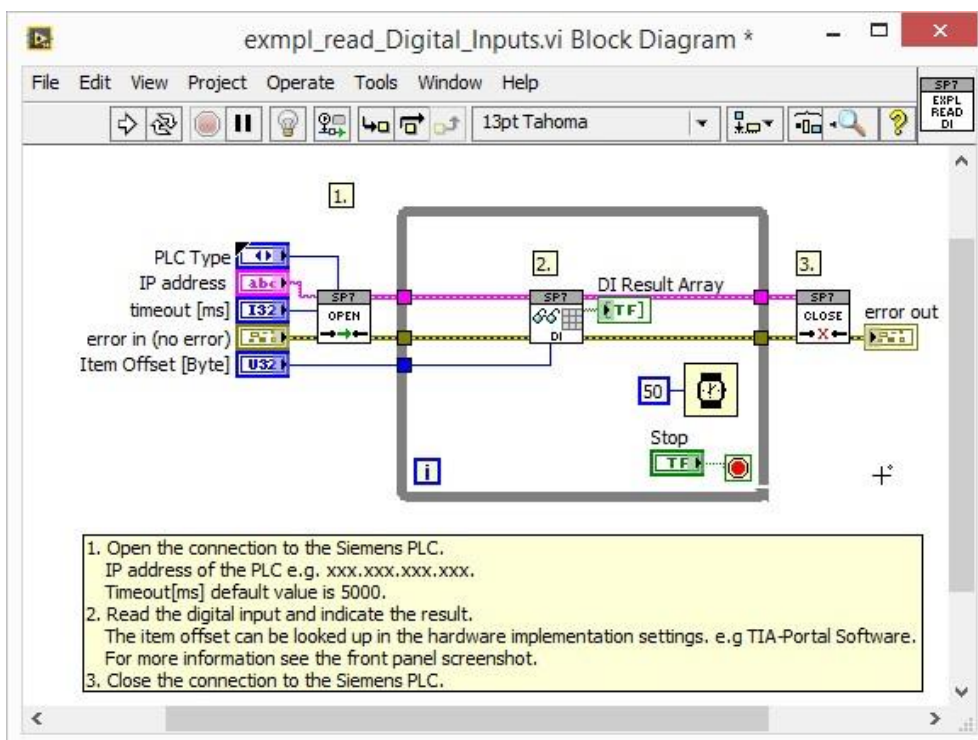 exmpl_read_Digital_Inputs.vi Block Diagram *
File Edit View Project Operate Tools Window Help
13pt Tahoma
SP7
EXPL
READ
DI
1.
PLC Type
IP address
abc
timeout [ms]
I32
error in (no error)
Item Offset [Byte]
U32
SP7
OPEN
2.
SP7
DI
DI Result Array
[TF]
3.
SP7
CLOSE
X
error out
50
Stop
TF
i
1. Open the connection to the Siemens PLC.
IP address of the PLC e.g. xxx.xxx.xxx.xxx.
Timeout[ms] default value is 5000.
2. Read the digital input and indicate the result.
The item offset can be looked up in the hardware implementation settings. e.g TIA-Portal Software.
For more information see the front panel screenshot.
3. Close the connection to the Siemens PLC.